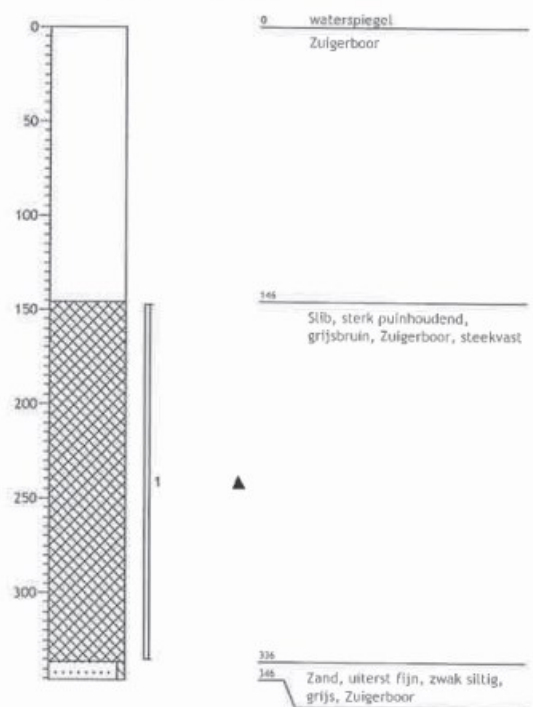 0
50
100
150
200
250
300
1
0 waterspiegel
Zuigerboor
146
Slib, sterk puinhoudend,
grijsbruin, Zuigerboor, steekvast
336
346
Zand, uiterst fijn, zwak siltig,
grijs, Zuigerboor